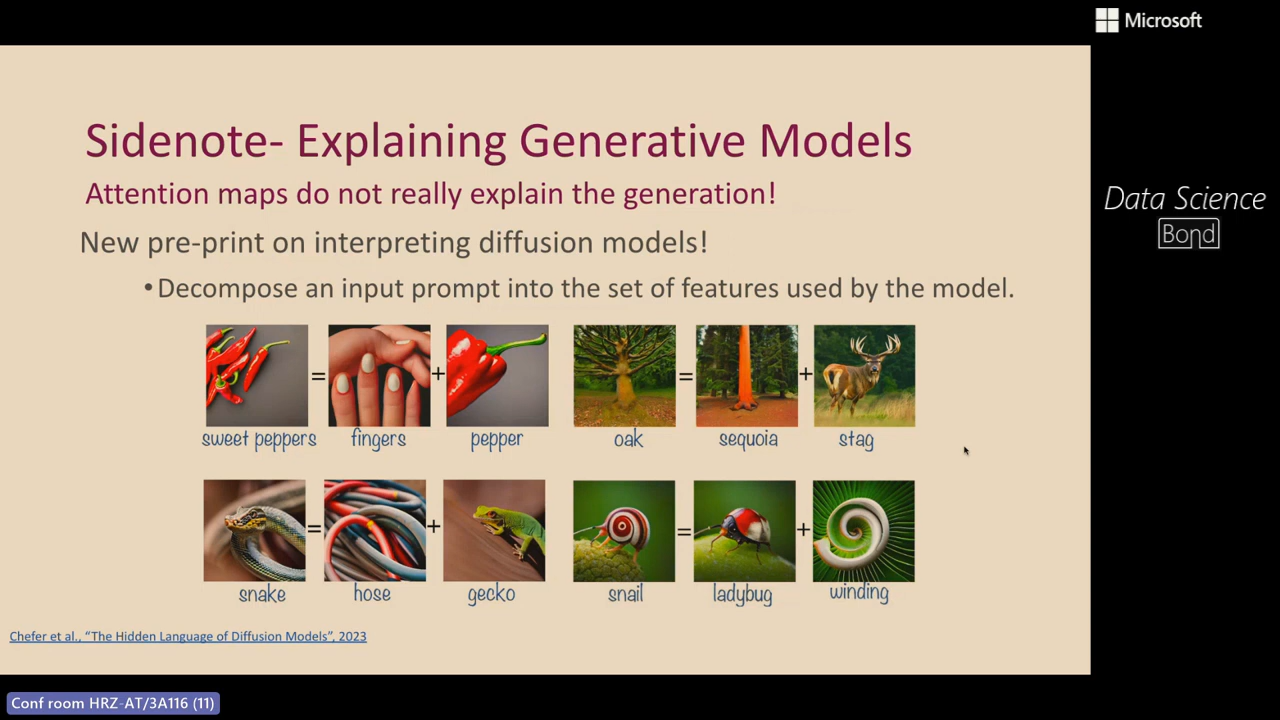 Microsoft
Sidenote- Explaining Generative Models
Attention maps do not really explain the generation!
New pre-print on interpreting diffusion models!
•Decompose an input prompt into the set of features used by the model.
Data Science
Bond
= + = +
sweet peppers fingers pepper oak sequoia stag
= + = +
snake hose gecko snail ladybug winding
Chefer et al., “The Hidden Language of Diffusion Models”, 2023
Conf room HRZ-AT/3A116 (11)